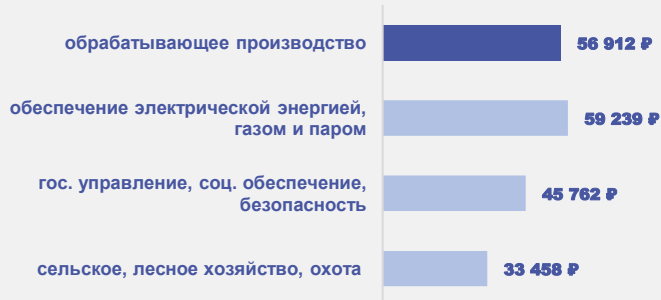 обрабатывающее производство
56 912 ₽
обеспечение электрической энергией,
газом и паром
59 239 ₽
гос. управление, соц. обеспечение,
безопасность
45 762 ₽
сельское, лесное хозяйство, охота
33 458 ₽